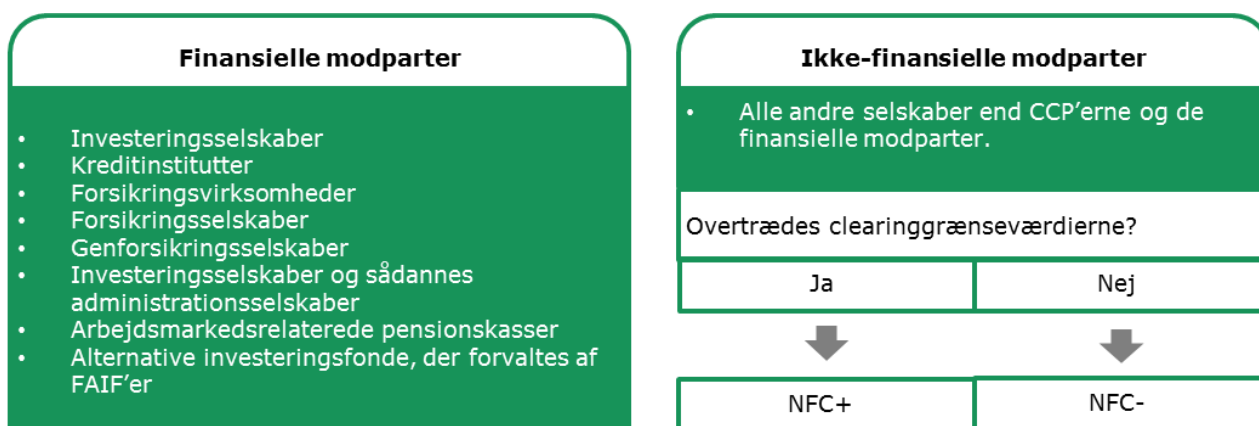 Finansielle modparter
• Investeringsselskaber
• Kreditinstitutter
• Forsikringsvirksomheder
• Forsikringsselskaber
• Genforsikringsselskaber
• Investeringsselskaber og sådannes
administrationsselskaber
• Arbejdsmarkedsrelaterede pensionskasser
• Alternative investeringsfonde, der forvaltes af
FAIF’er
Ikke-finansielle modparter
• Alle andre selskaber end CCP’erne og de
finansielle modparter.
Overtrædes clearinggrænseværdierne?
Ja
Nej
NFC+
NFC-